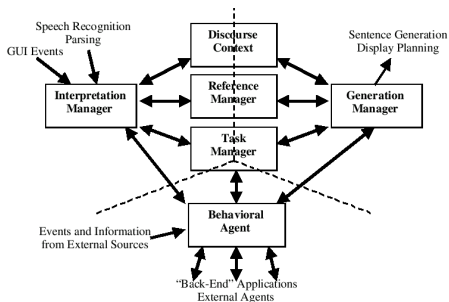 Speech Recognition
Parsing
GUI Events
Discourse
Context
Sentence Generation
Display Planning
Interpretation
Manager
Reference
Manager
Generation
Manager
Task
Manager
Behavioral
Agent
Events and Information
from External Sources
“Back-End” Applications
External Agents